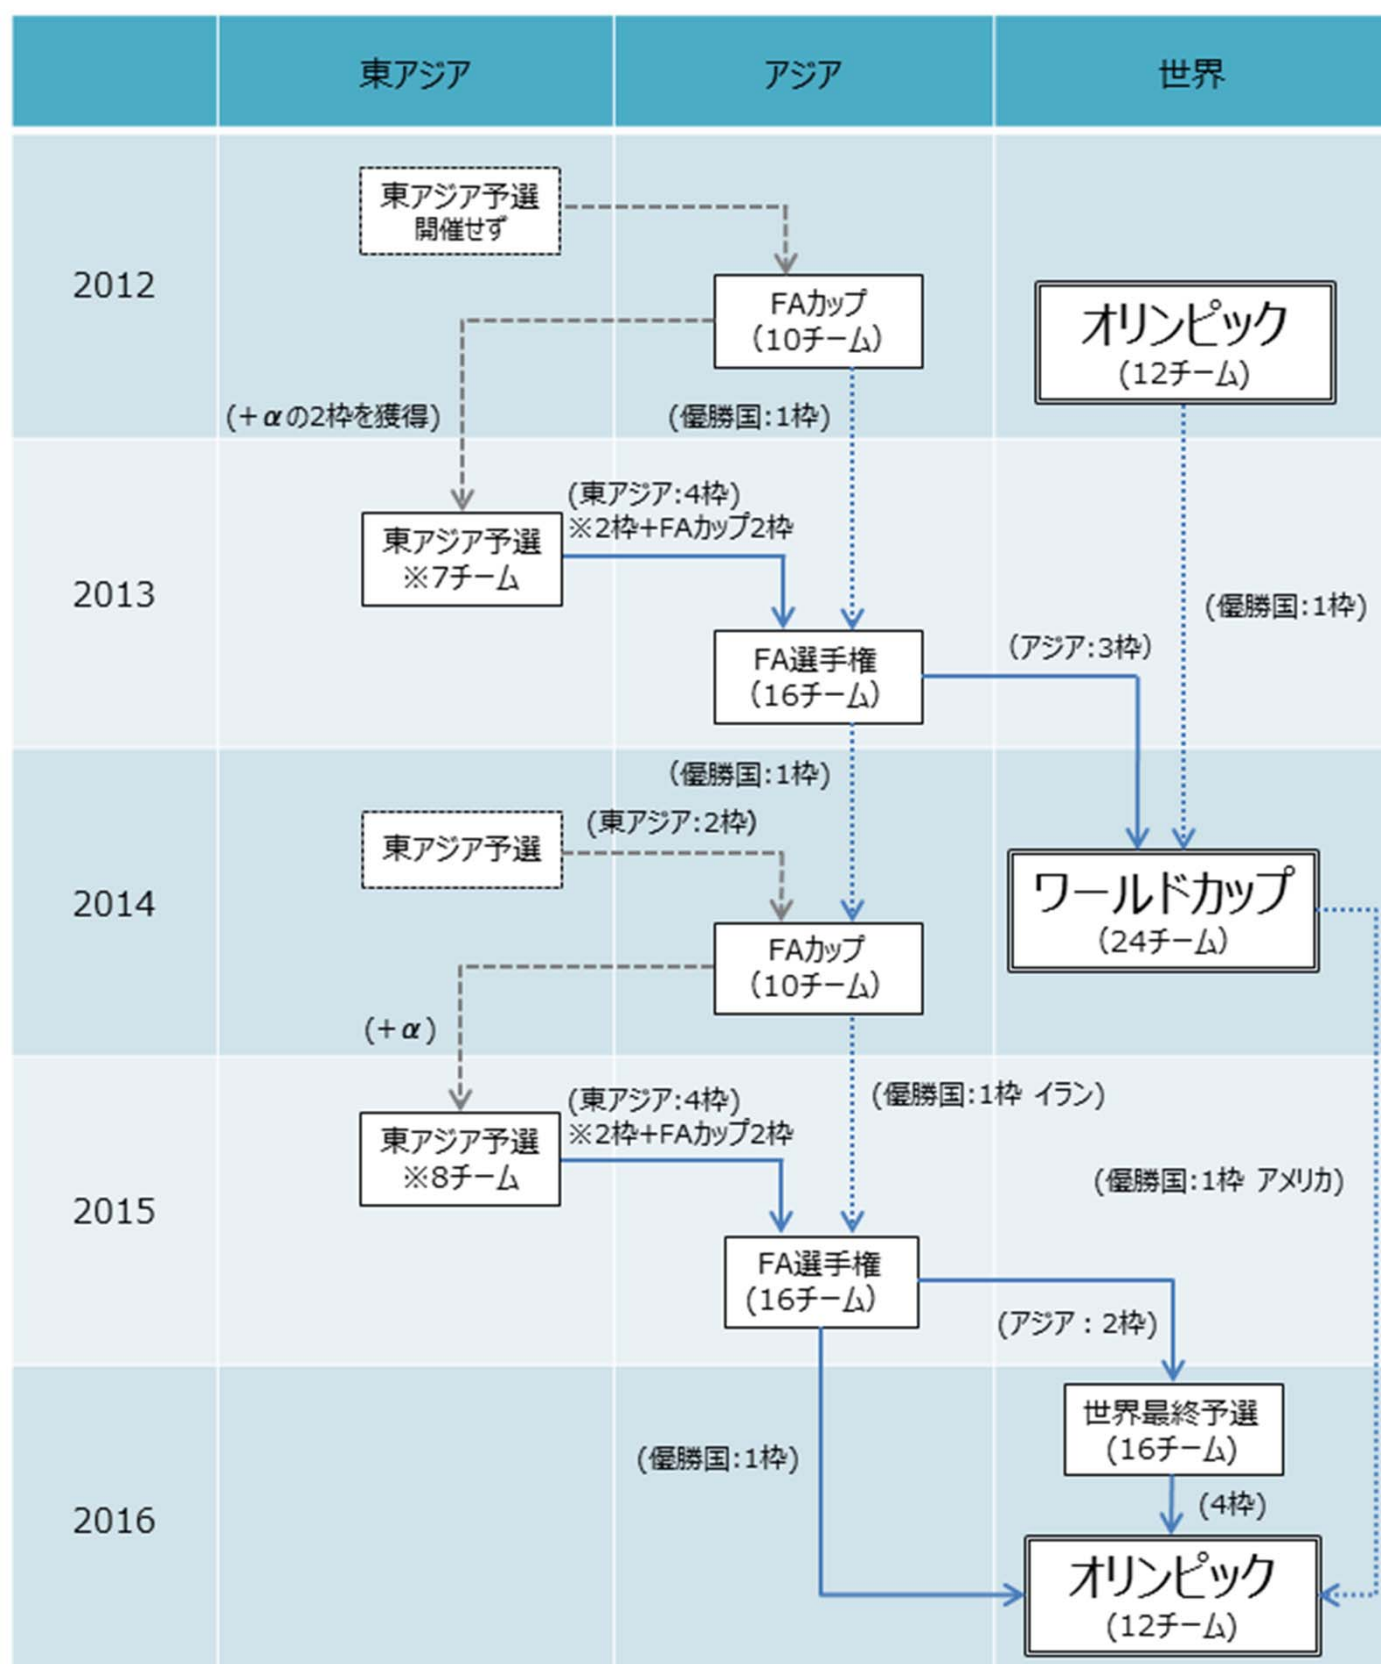 東アジア
アジア
世界
2012
東アジア予選
開催せず
FAカップ
(10チーム)
オリンピック
(12チーム)
(+αの2枠を獲得)
(優勝国:1枠)
2013
(東アジア:4枠)
※2枠+FAカップ2枠
東アジア予選
※7チーム
(優勝国:1枠)
FA選手権
(16チーム)
(アジア:3枠)
2014
(優勝国:1枠)
(東アジア:2枠)
東アジア予選
ワールドカップ
(24チーム)
FAカップ
(10チーム)
(+α)
2015
(東アジア:4枠)
※2枠+FAカップ2枠
(優勝国:1枠 イラン)
東アジア予選
※8チーム
(優勝国:1枠 アメリカ)
FA選手権
(16チーム)
(アジア:2枠)
2016
世界最終予選
(16チーム)
(優勝国:1枠)
(4枠)
オリンピック
(12チーム)